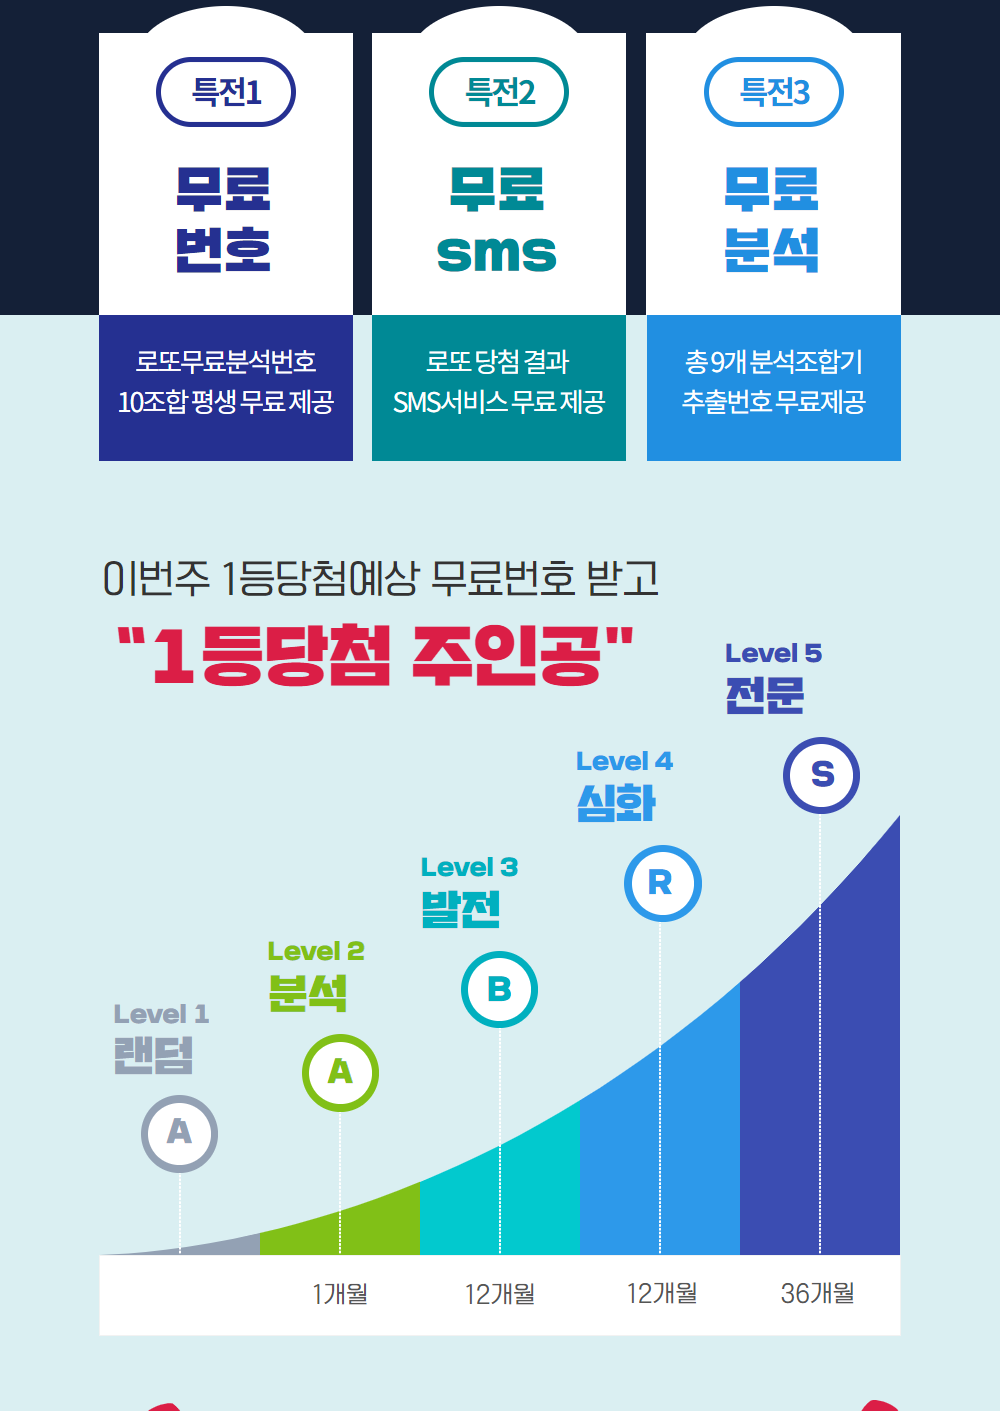 특전1
무료
번호
로또무료분석번호
10조합 평생 무료 제공
특전2
무료
sms
로또 당첨 결과
SMS서비스 무료 제공
특전3
무료
분석
총 9개 분석조합기
추출번호 무료제공
이번주 1등당첨예상 무료번호 받고
“1등당첨 주인공"
Level 1
랜덤
A
Level 2
분석
A
Level 3
발전
B
Level 4
심화
R
Level 5
전문
S
1개월
12개월
12개월
36개월